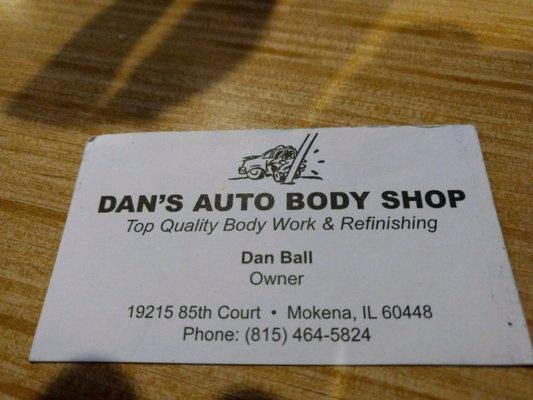 DAN'S AUTO BODY SHOP
Top Quality Body Work & Refinishing
Dan Ball
Owner
19215 85th Court • Mokena, IL 60448
Phone: (815) 464-5824